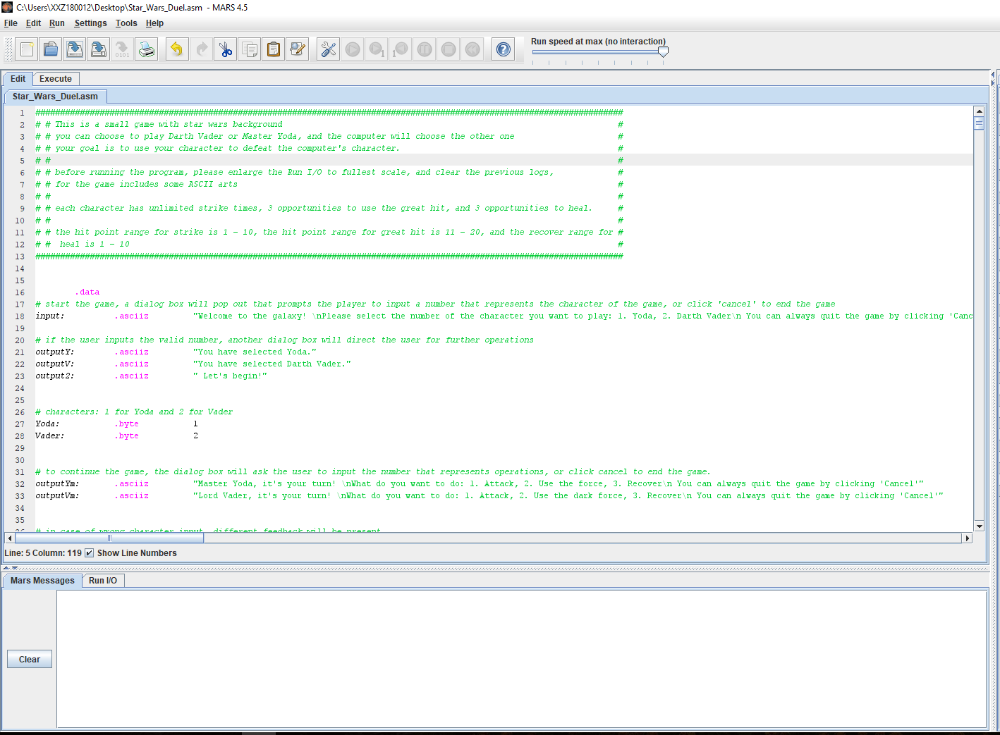 C:\Users\XXZ180012\Desktop\Star_Wars_Duel.asm - MARS 4.5
File Edit Run Settings Tools Help
Run speed at max (no interaction)
Edit Execute
Star_Wars_Duel.asm
1 #######################################################################################################################
2 # # This is a small game with star wars background #
3 # # you can choose to play Darth Vader or Master Yoda, and the computer will choose the other one #
4 # # your goal is to use your character to defeat the computer's character. #
5 # # #
6 # # before running the program, please enlarge the Run I/O to fullest scale, and clear the previous logs, #
7 # # for the game includes some ASCII arts #
8 # # #
9 # # each character has unlimited strike times, 3 opportunities to use the great hit, and 3 opportunities to heal. #
10 # # #
11 # # the hit point range for strike is 1 - 10, the hit point range for great hit is 11 - 20, and the recover range for #
12 # # heal is 1 - 10 #
13 #######################################################################################################################
14
15
16 .data
17 # start the game, a dialog box will pop out that prompts the player to input a number that represents the character of the game, or click 'cancel' to end the game
18 input: .asciiz "Welcome to the galaxy! \nPlease select the number of the character you want to play: 1. Yoda, 2. Darth Vader\n You can always quit the game by clicking 'Canc
19
20 # if the user inputs the valid number, another dialog box will direct the user for further operations
21 outputY: .asciiz "You have selected Yoda."
22 outputV: .asciiz "You have selected Darth Vader."
23 output2: .asciiz " Let's begin!"
24
25
26 # characters: 1 for Yoda and 2 for Vader
27 Yoda: .byte 1
28 Vader: .byte 2
29
30
31 # to continue the game, the dialog box will ask the user to input the number that represents operations, or click cancel to end the game.
32 outputYm: .asciiz "Master Yoda, it's your turn! \nWhat do you want to do: 1. Attack, 2. Use the force, 3. Recover\n You can always quit the game by clicking 'Cancel'"
33 outputVm: .asciiz "Lord Vader, it's your turn! \nWhat do you want to do: 1. Attack, 2. Use the dark force, 3. Recover\n You can always quit the game by clicking 'Cancel'"
34
35
36 # in case of wrong character input, different feedback will be present
Line: 5 Column: 119 Show Line Numbers
Mars Messages Run I/O
Clear